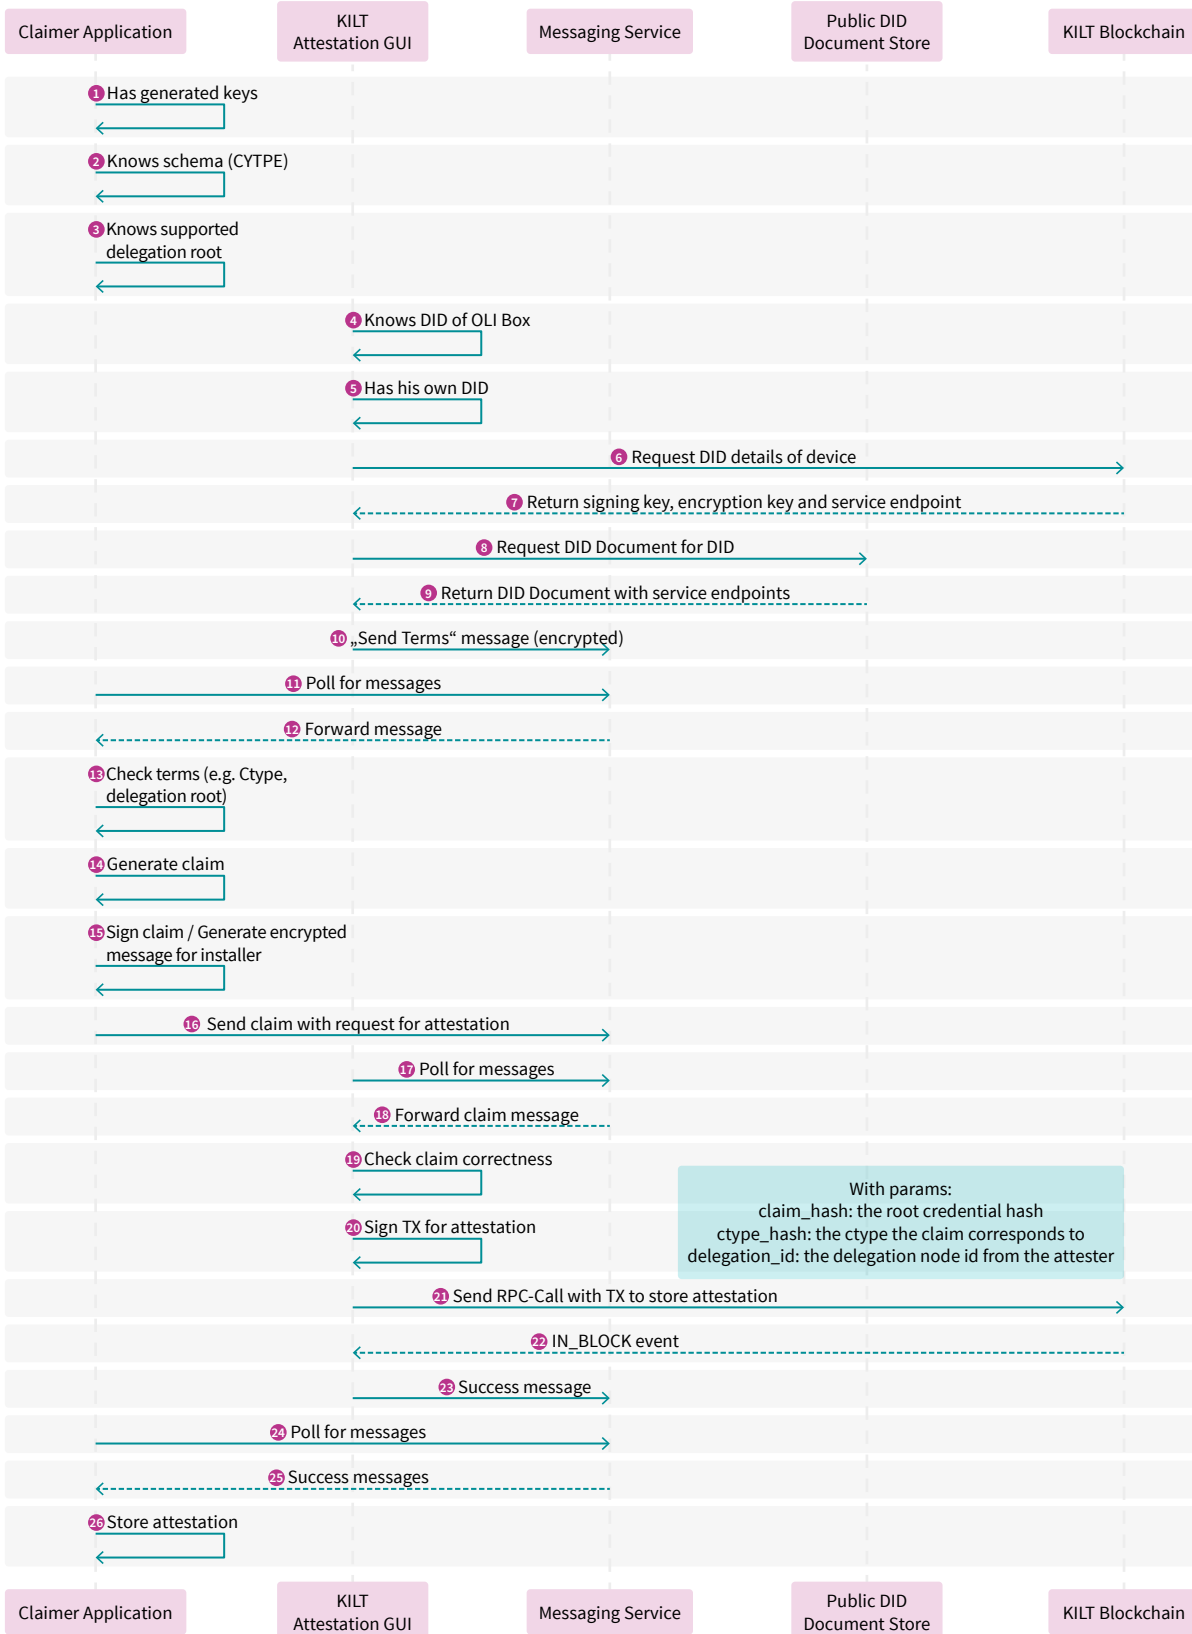 Claimer Application
KILT
Attestation GUI
Messaging Service
Public DID
Document Store
KILT Blockchain
1 Has generated keys
2 Knows schema (CYTPE)
3 Knows supported
delegation root
4 Knows DID of OLI Box
5 Has his own DID
6 Request DID details of device
7 Return signing key, encryption key and service endpoint
8 Request DID Document for DID
9 Return DID Document with service endpoints
10 „Send Terms“ message (encrypted)
11 Poll for messages
12 Forward message
13 Check terms (e.g. Ctype,
delegation root)
14 Generate claim
15 Sign claim / Generate encrypted
message for installer
16 Send claim with request for attestation
17 Poll for messages
18 Forward claim message
19 Check claim correctness
With params:
claim_hash: the root credential hash
ctype_hash: the ctype the claim corresponds to
delegation_id: the delegation node id from the attester
20 Sign TX for attestation
21 Send RPC-Call with TX to store attestation
22 IN_BLOCK event
23 Success message
24 Poll for messages
25 Success messages
26 Store attestation
Claimer Application
KILT
Attestation GUI
Messaging Service
Public DID
Document Store
KILT Blockchain